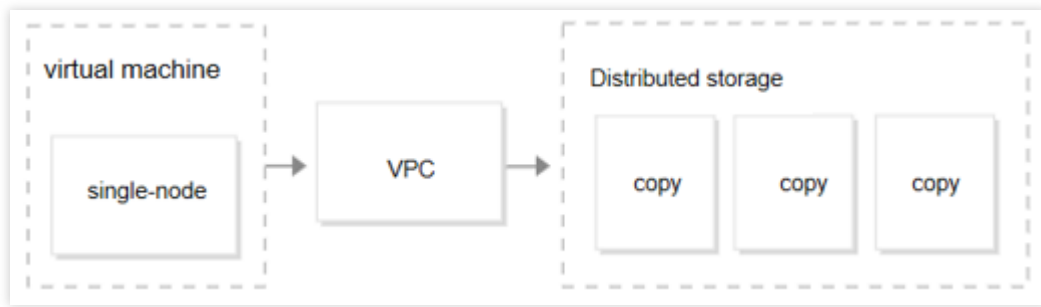 virtual machine
single-node
VPC
Distributed storage
copy
copy
copy